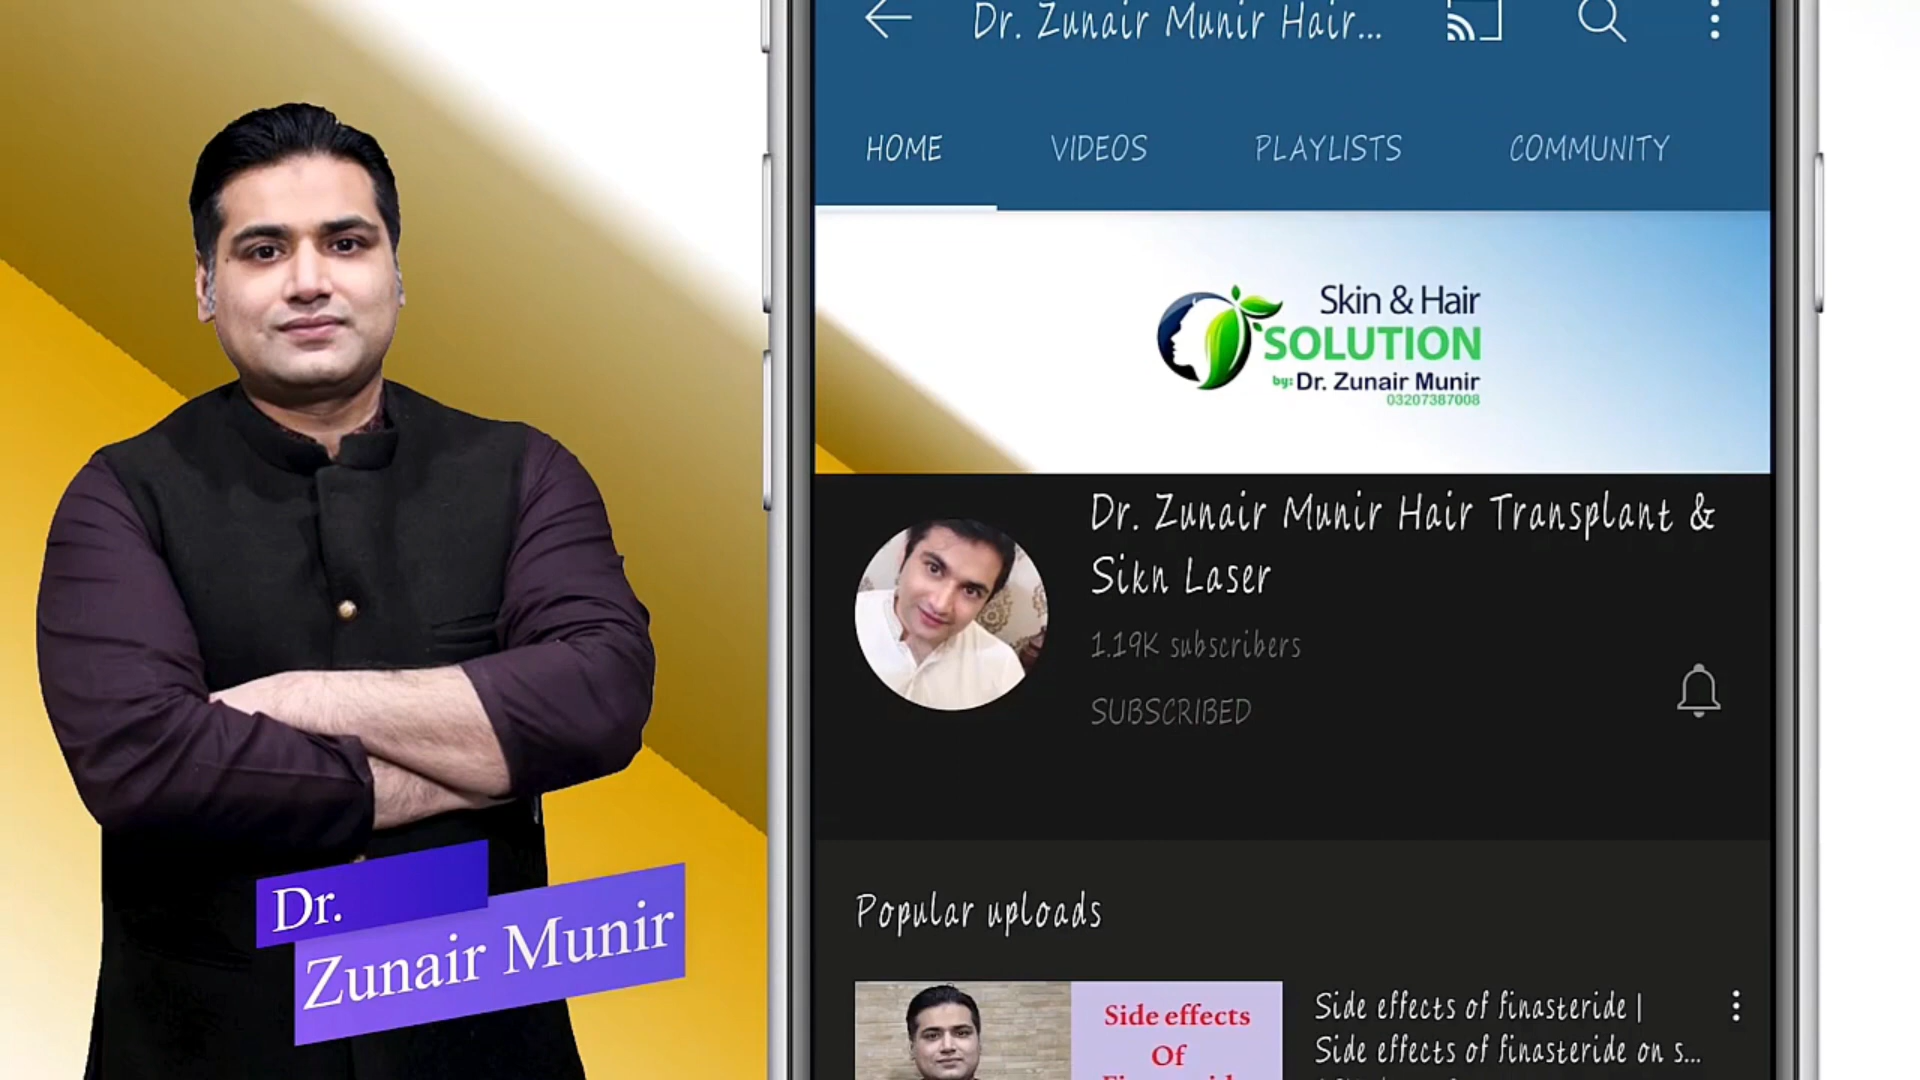 Dr. Zunair Munir Hair...
HOME
VIDEOS
PLAYLISTS
COMMUNITY
Skin & Hair
SOLUTION
by: Dr. Zunair Munir
03207387008
Dr. Zunair Munir Hair Transplant &
Sikn Laser
1.19K subscribers
SUBSCRIBED
Popular uploads
Side effects
Of
Side effects of finasteride |
Side effects of finasteride on s...
Dr.
Zunair Munir